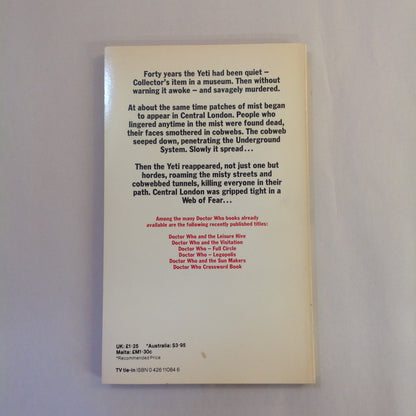 Forty years the Yeti had been quiet –
Collector's item in a museum. Then without
warning it awoke – and savagely murdered.
At about the same time patches of mist began
to appear in Central London. People who
lingered anytime in the mist were found dead,
their faces smothered in cobwebs. The cobweb
seeped down, penetrating the Underground
System. Slowly it spread...
Then the Yeti reappeared, not just one but
hordes, roaming the misty streets and
cobwebbed tunnels, killing everyone in their
path. Central London was gripped tight in a
Web of Fear...
Among the many Doctor Who books already
available are the following recently published titles:
Doctor Who and the Leisure Hive
Doctor Who and the Visitation
Doctor Who – Full Circle
Doctor Who – Logopolis
Doctor Who and the Sun Makers
Doctor Who Crossword Book
UK: £1·25 *Australia: $3·95
Malta: £M1·30c
*Recommended Price
TV tie-in ISBN 0 426 11084 6